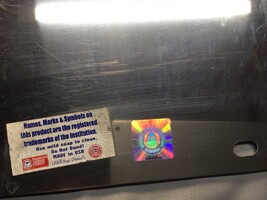 Names, Marks & Symbols on
this product are the registered
trademarks of the Institution.
Use mild soap to clean.
Do Not Bend!
MADE in USA